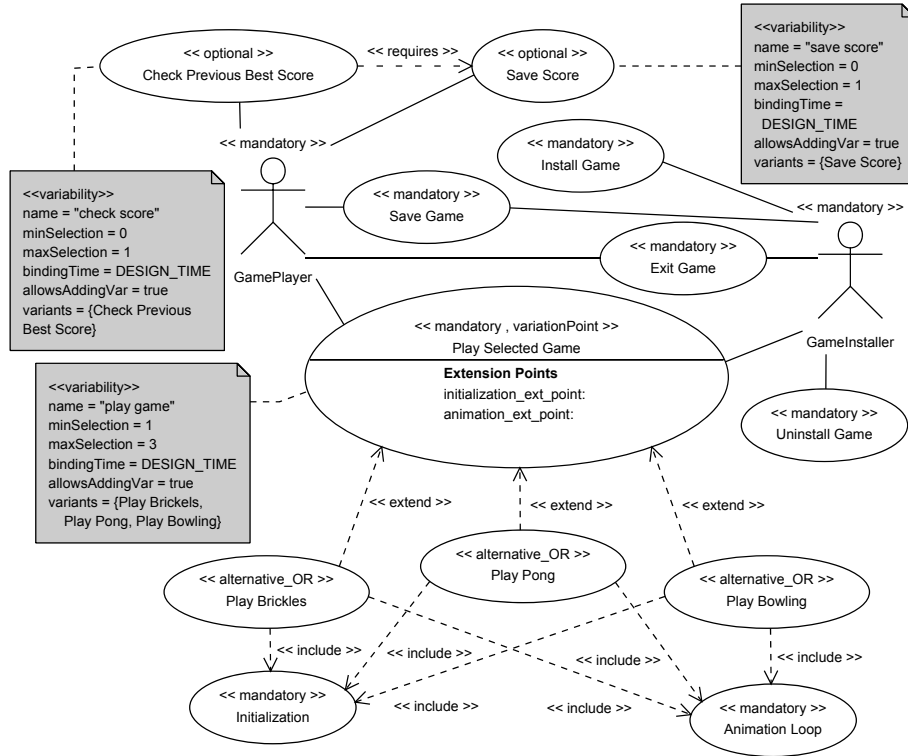 << optional >>
Check Previous Best Score
<< requires >>
<< optional >>
Save Score
<<variability>>
name = "save score"
minSelection = 0
maxSelection = 1
bindingTime =
DESIGN_TIME
allowsAddingVar = true
variants = {Save Score}
<< mandatory >>
GamePlayer
<< mandatory >>
Install Game
<<variability>>
name = "check score"
minSelection = 0
maxSelection = 1
bindingTime = DESIGN_TIME
allowsAddingVar = true
variants = {Check Previous
Best Score}
<< mandatory >>
Save Game
<< mandatory >>
GameInstaller
<< mandatory >>
Exit Game
<< mandatory , variationPoint >>
Play Selected Game
Extension Points
initialization_ext_point:
animation_ext_point:
<<variability>>
name = "play game"
minSelection = 1
maxSelection = 3
bindingTime = DESIGN_TIME
allowsAddingVar = true
variants = {Play Brickels,
Play Pong, Play Bowling}
<< mandatory >>
Uninstall Game
<< extend >>
<< extend >>
<< extend >>
<< alternative_OR >>
Play Brickles
<< alternative_OR >>
Play Pong
<< alternative_OR >>
Play Bowling
<< include >>
<< include >>
<< include >>
<< include >>
<< include >>
<< include >>
<< mandatory >>
Initialization
<< mandatory >>
Animation Loop